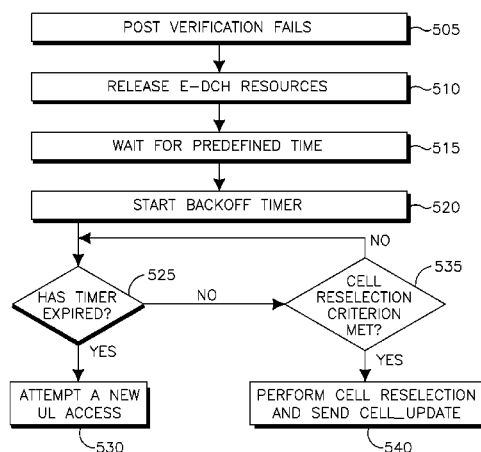 POST VERIFICATION FAILS
505
RELEASE E-DCH RESOURCES
510
WAIT FOR PREDEFINED TIME
515
START BACKOFF TIMER
520
NO
525
HAS TIMER
EXPIRED?
NO
CELL
RESELECTION
CRITERION
MET?
535
YES
YES
ATTEMPT A NEW
UL ACCESS
530
PERFORM CELL RESELECTION
AND SEND CELL_UPDATE
540